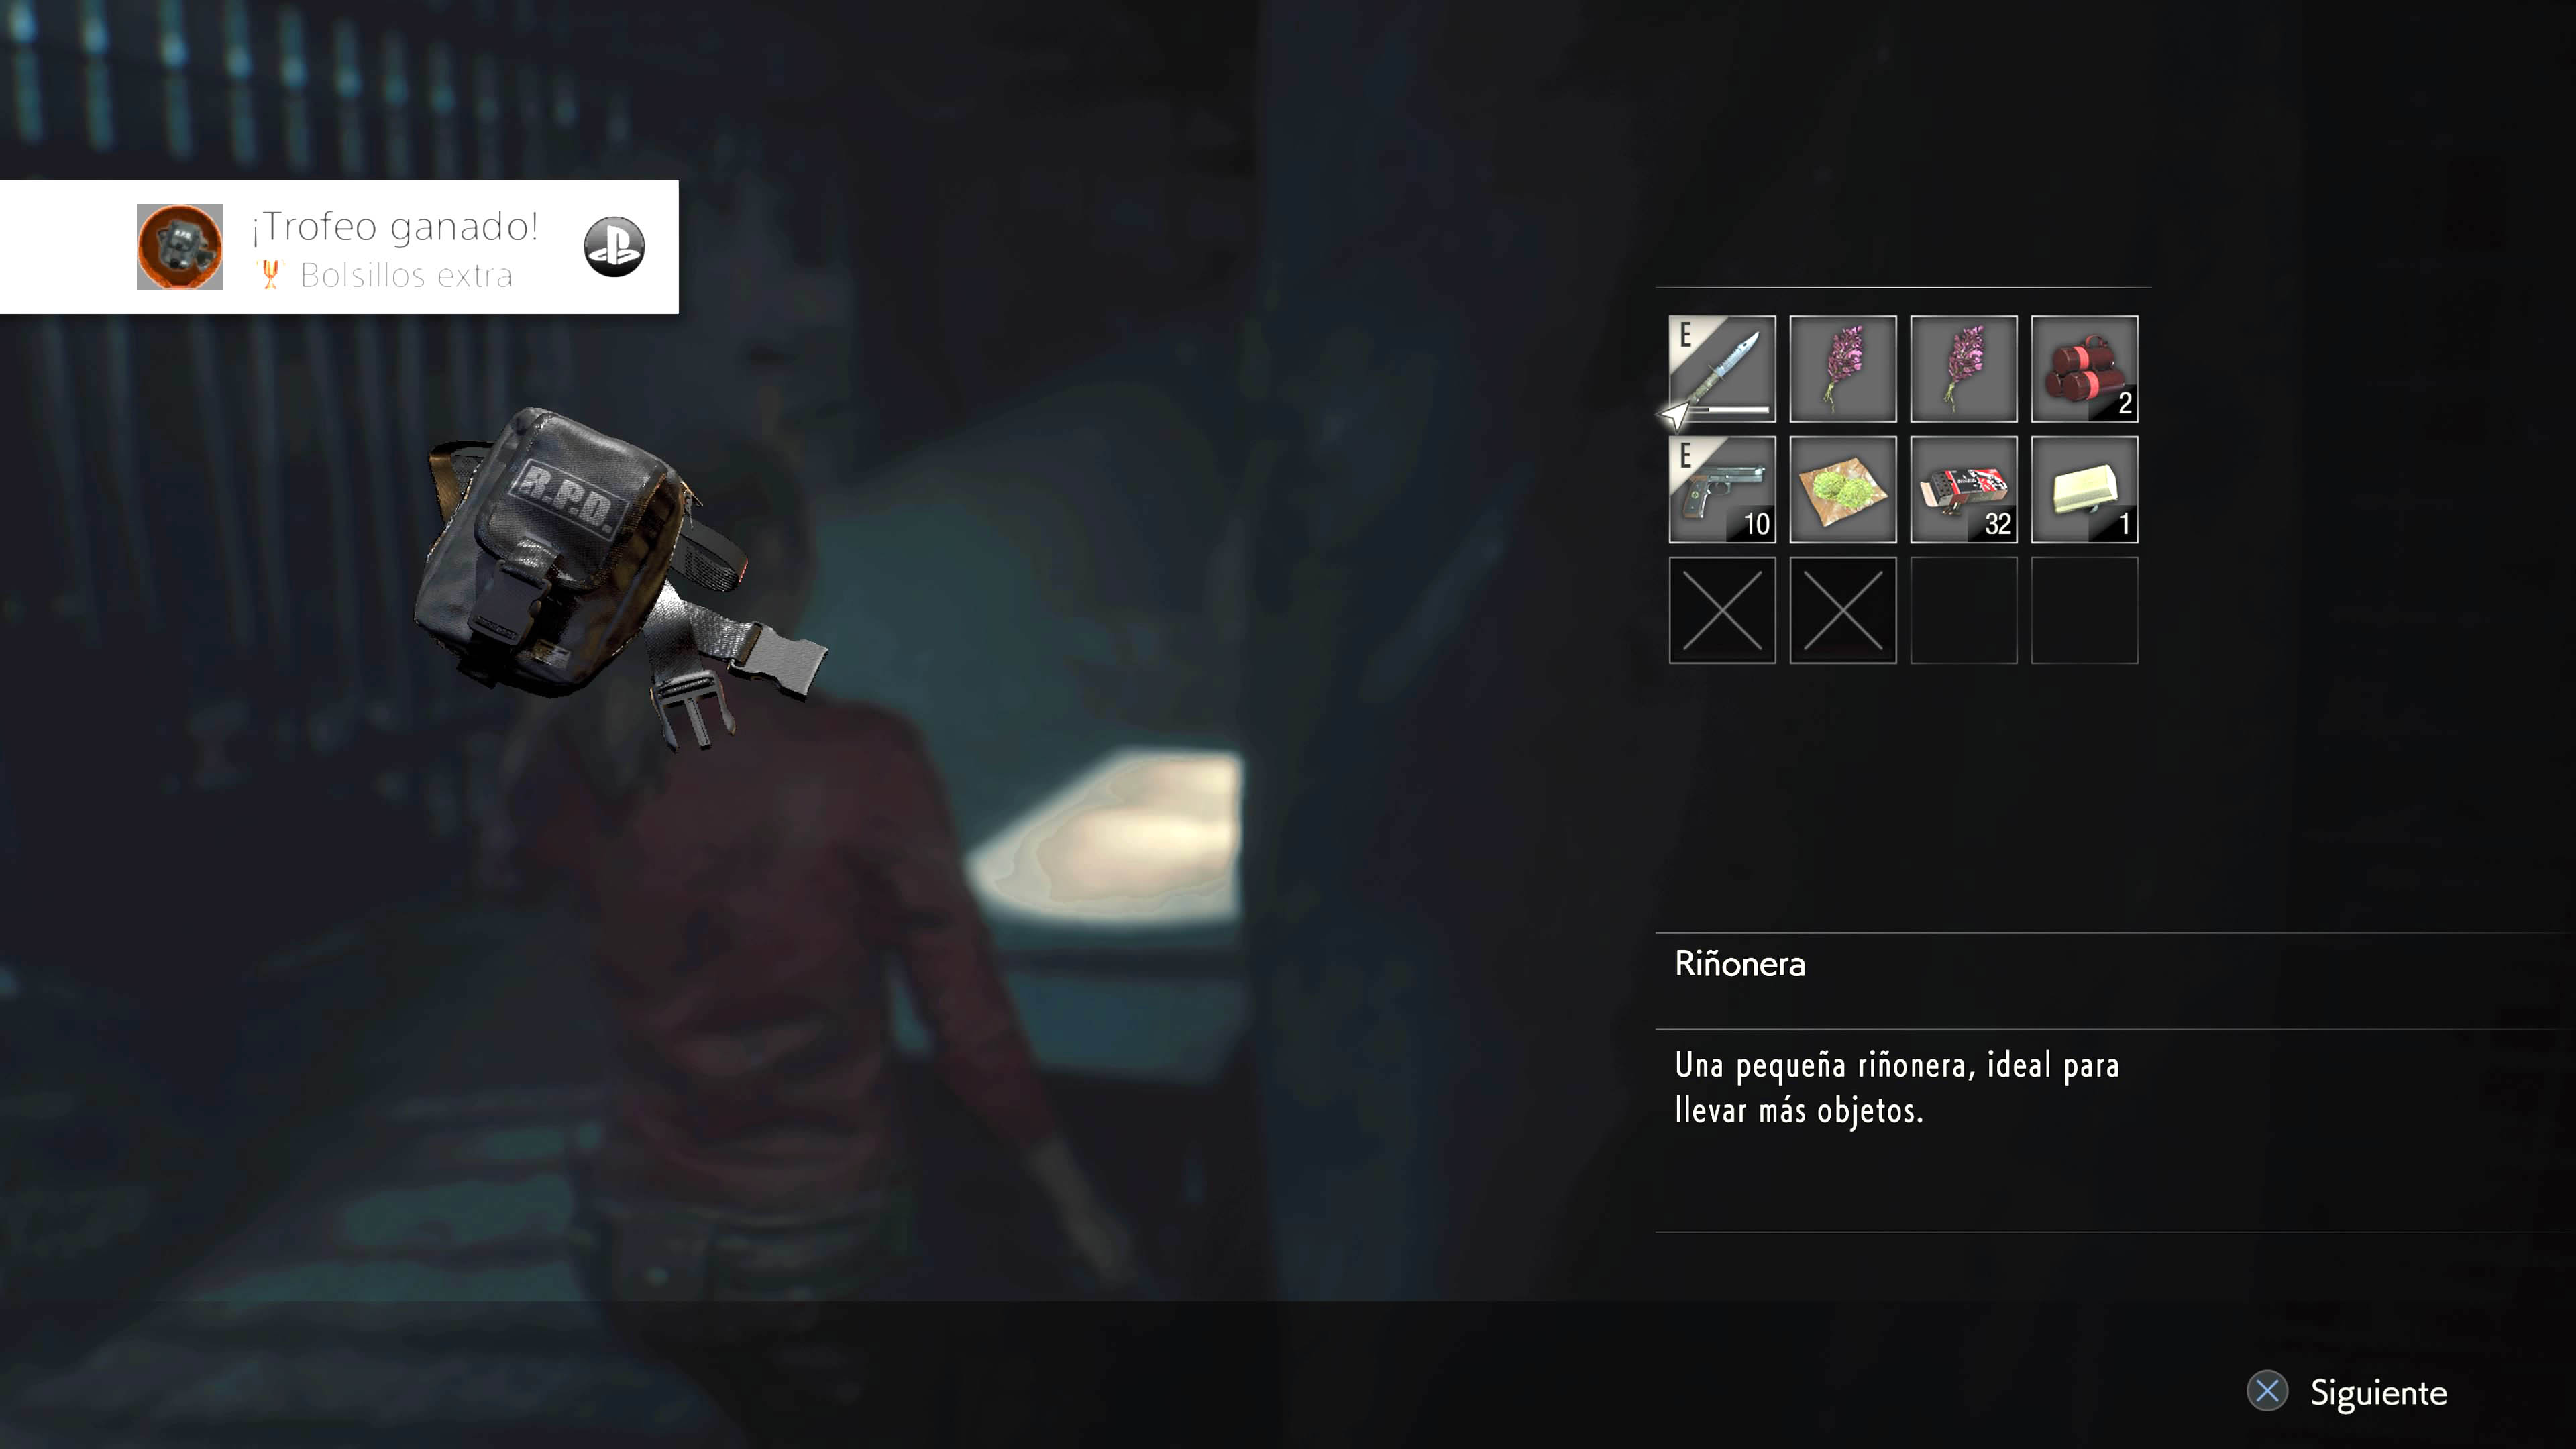 ¡Trofeo ganado!
Bolsillos extra
R.P.D.
E
2
E
10
32
1
Riñonera
Una pequeña riñonera, ideal para
llevar más objetos.
Siguiente